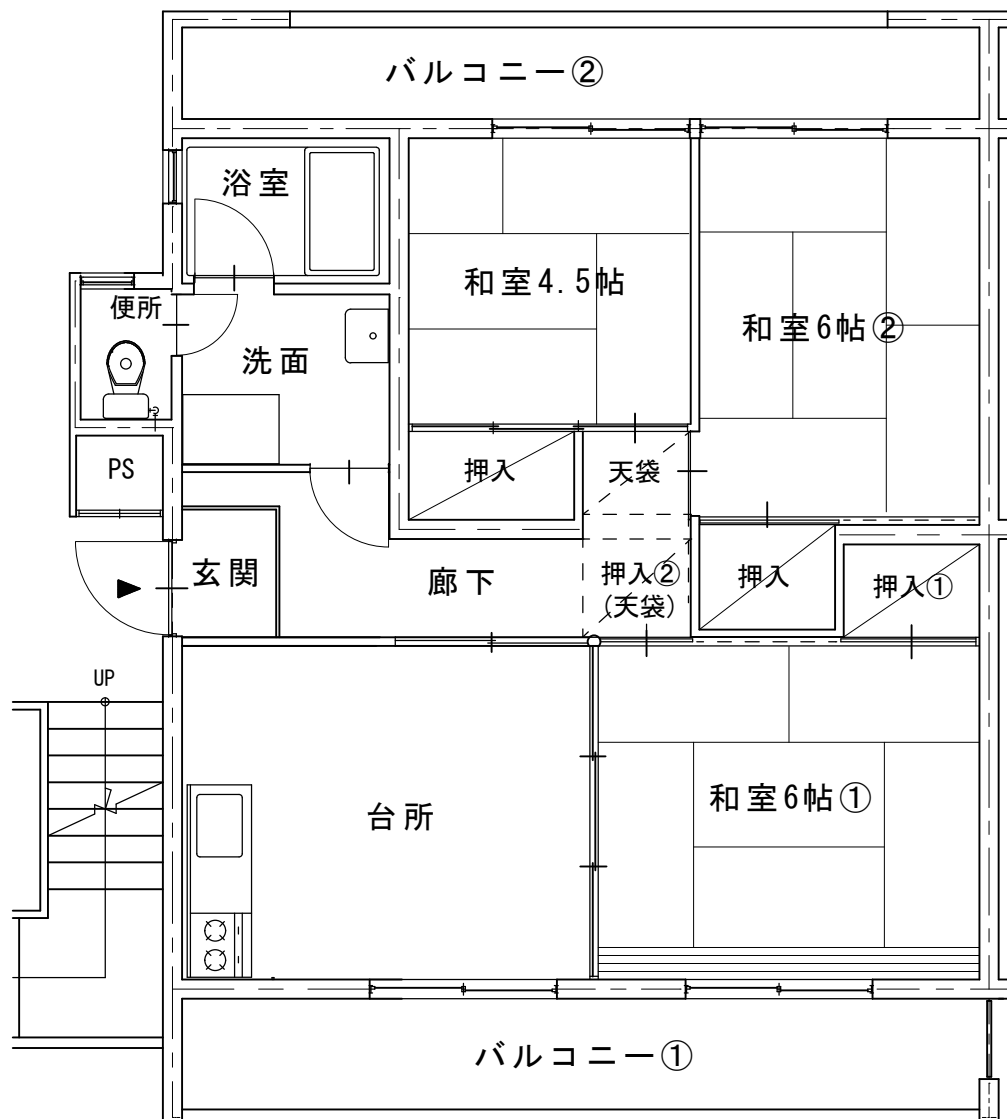 バルコニー②
浴室
和室4.5帖
便所
和室6帖②
洗面
PS
押入
天袋
玄関
廊下
押入②
(天袋)
押入
押入①
UP
和室6帖①
台所
バルコニー①